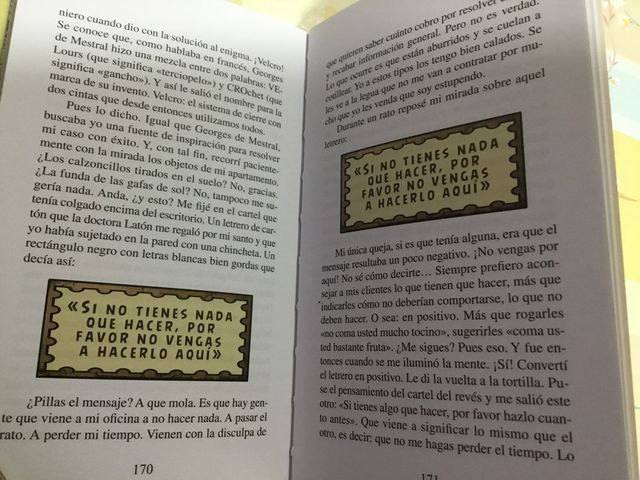 niero cuando dio con la solución al enigma. ¡Velcro!
Se conoce que, como hablaba en francés, Georges
de Mestral hizo una mezcla entre dos palabras: VE-
Lours (que significa «terciopelo») y CROchet (que
significa «gancho»). Y así le salió el nombre para la
marca de su invento. Velcro: el sistema de cierre con
dos cintas que desde entonces utilizamos todos.
Pues lo dicho. Igual que Georges de Mestral,
buscaba yo una fuente de inspiración para resolver
mi caso con éxito. Y, con tal fin, recorrí paciente-
mente con la mirada los objetos de mi apartamento.
¿Los calzoncillos tirados en el suelo? No, gracias.
¿La funda de las gafas de sol? No, tampoco me su-
gería nada. Anda, ¿y esto? Me fijé en el cartel que
tenía colgado encima del escritorio. Un letrero de car-
tón que la doctora Latón me regaló por mi santo y que
yo había sujetado en la pared con una chincheta. Un
rectángulo negro con letras blancas bien gordas que
decía así:
«SI NO TIENES NADA
QUE HACER, POR
FAVOR NO VENGAS
A HACERLO AQUÍ»
¿Pillas el mensaje? A que mola. Es que hay gen-
te que viene a mi oficina a no hacer nada. A pasar el
rato. A perder mi tiempo. Vienen con la disculpa de
170
que quieren saber cuánto cobro por resolver
y recabar información general. Pero no es verdad.
Lo que ocurre es que están aburridos y se cuelan a
cotillear. Yo a estos tipos los tengo bien calados. Se
les ve a la legua que no me van a contratar por mu-
cho que yo les venda que soy estupendo.
Durante un rato reposé mi mirada sobre aquel
letrero:
«SI NO TIENES NADA
QUE HACER, POR
FAVOR NO VENGAS
A HACERLO AQUÍ»
Mi única queja, si es que tenía alguna, era que el
mensaje resultaba un poco negativo. ¡No vengas por
aquí! No sé cómo decirte... Siempre prefiero acon-
sejar a mis clientes lo que tienen que hacer, más que
indicarles cómo no deberían comportarse, lo que no
deben hacer. O sea: en positivo. Más que rogarles
«no coma usted mucho tocino», sugerirles «coma us-
ted bastante fruta». ¿Me sigues? Pues eso. Y fue en-
tonces cuando se me iluminó la mente. ¡Sí! Convertí
el letrero en positivo. Le di la vuelta a la tortilla. Pu-
se el pensamiento del cartel del revés y me salió este
otro: «Si tienes algo que hacer, por favor hazlo cuan-
to antes». Que viene a significar lo mismo que el
otro, es decir: que no me hagas perder el tiempo. Lo
171